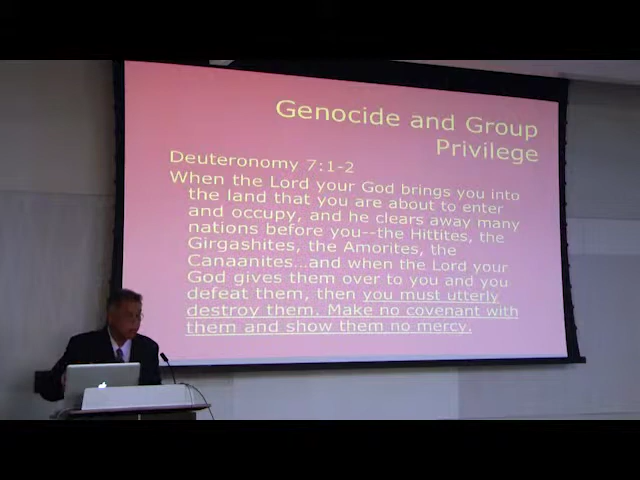 Genocide and Group
Privilege
Deuteronomy 7:1-2
When the Lord your God brings you into
the land that you are about to enter
and occupy, and he clears away many
nations before you--the Hittites, the
Girgashites, the Amorites, the
Canaanites...and when the Lord your
God gives them over to you and you
defeat them, then you must utterly
destroy them. Make no covenant with
them and show them no mercy.